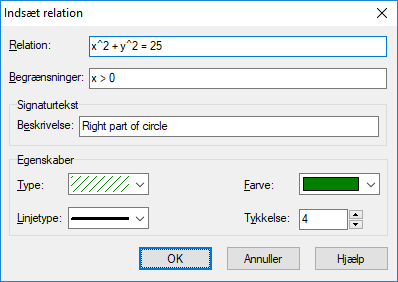 Indsæt relation
Relation: x^2 + y^2 = 25
Begrænsninger: x > 0
Signaturtekst
Beskrivelse: Right part of circle
Egenskaber
Type: Farve:
Linjetype: Tykkelse: 4
OK Annuller Hjælp